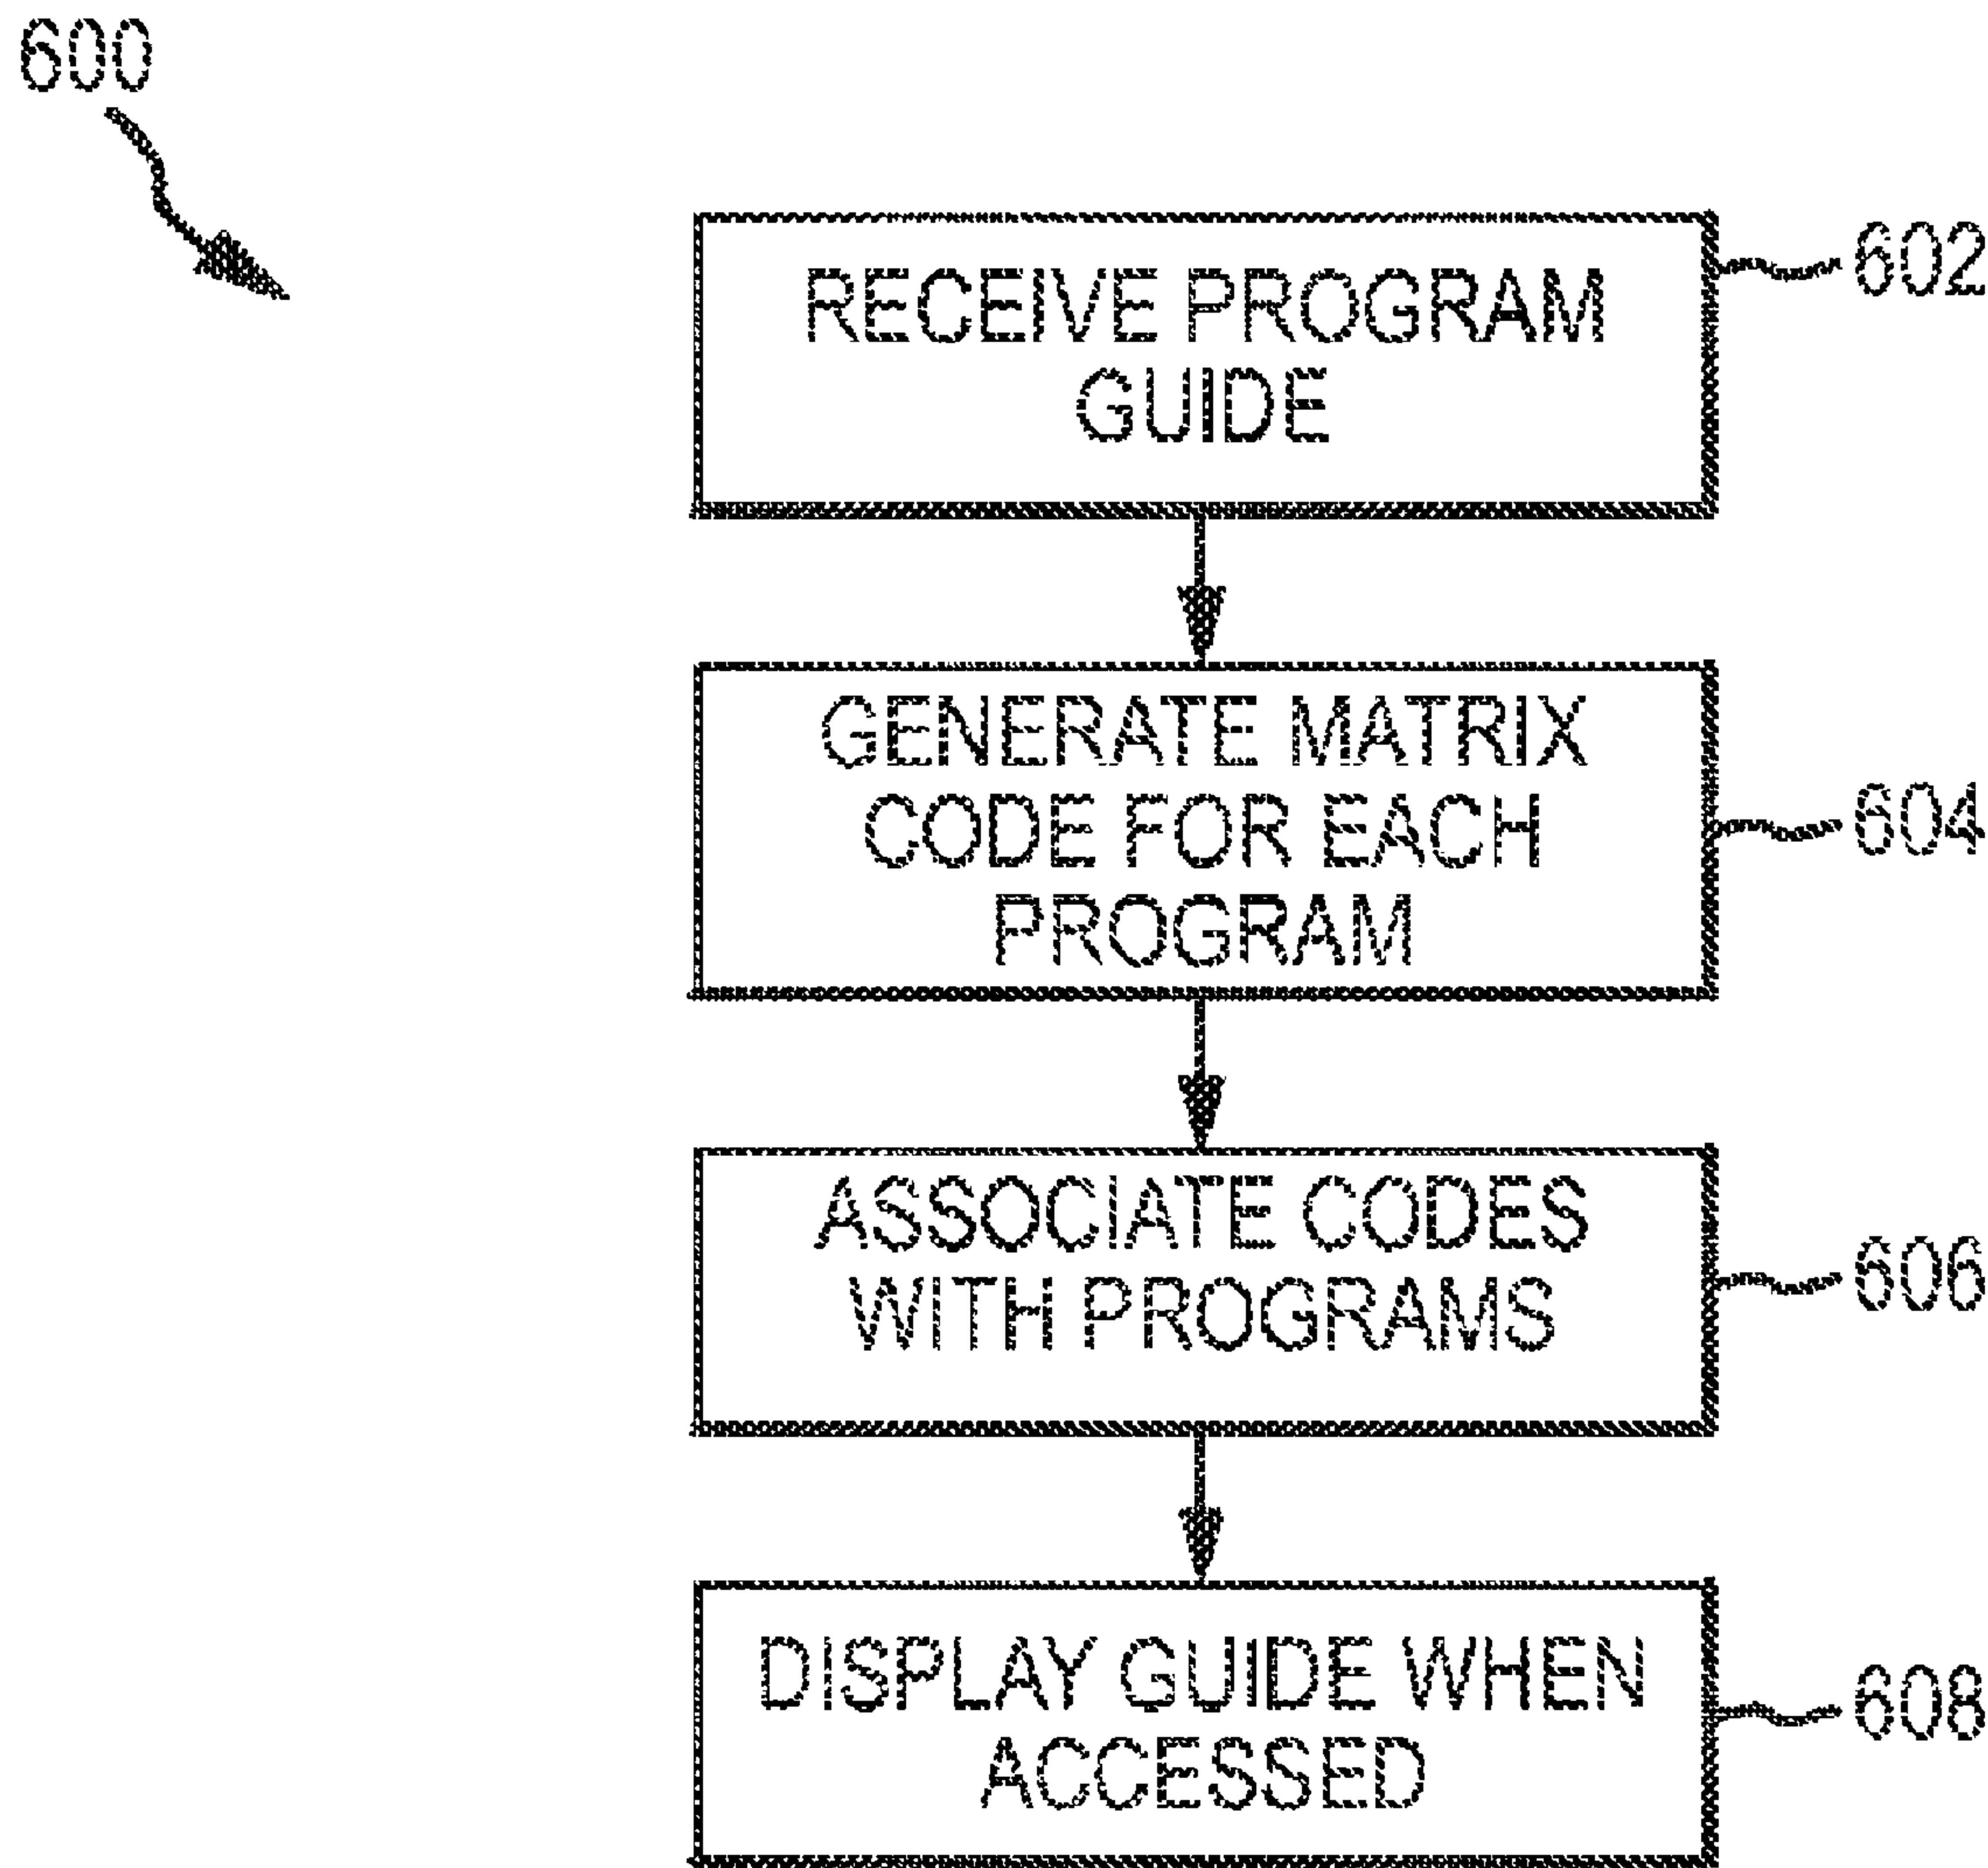 600
RECEIVE PROGRAM
GUIDE
602
GENERATE MATRIX
CODE FOR EACH
PROGRAM
604
ASSOCIATE CODES
WITH PROGRAMS
606
DISPLAY GUIDE WHEN
ACCESSED
608